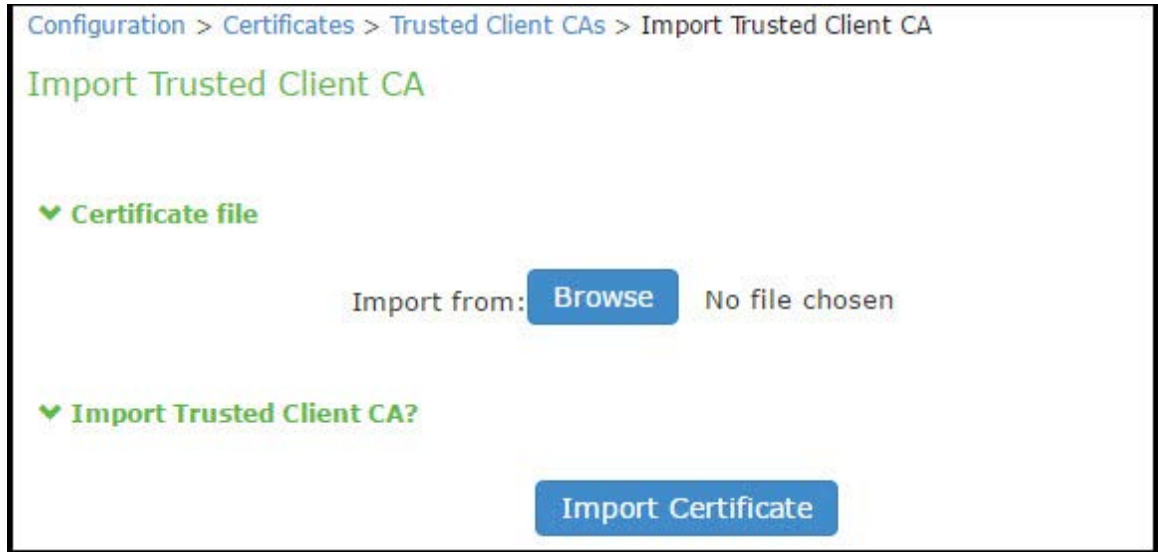 Configuration > Certificates > Trusted Client CAs > Import Trusted Client CA
Import Trusted Client CA
Certificate file
Import from: Browse No file chosen
Import Trusted Client CA?
Import Certificate